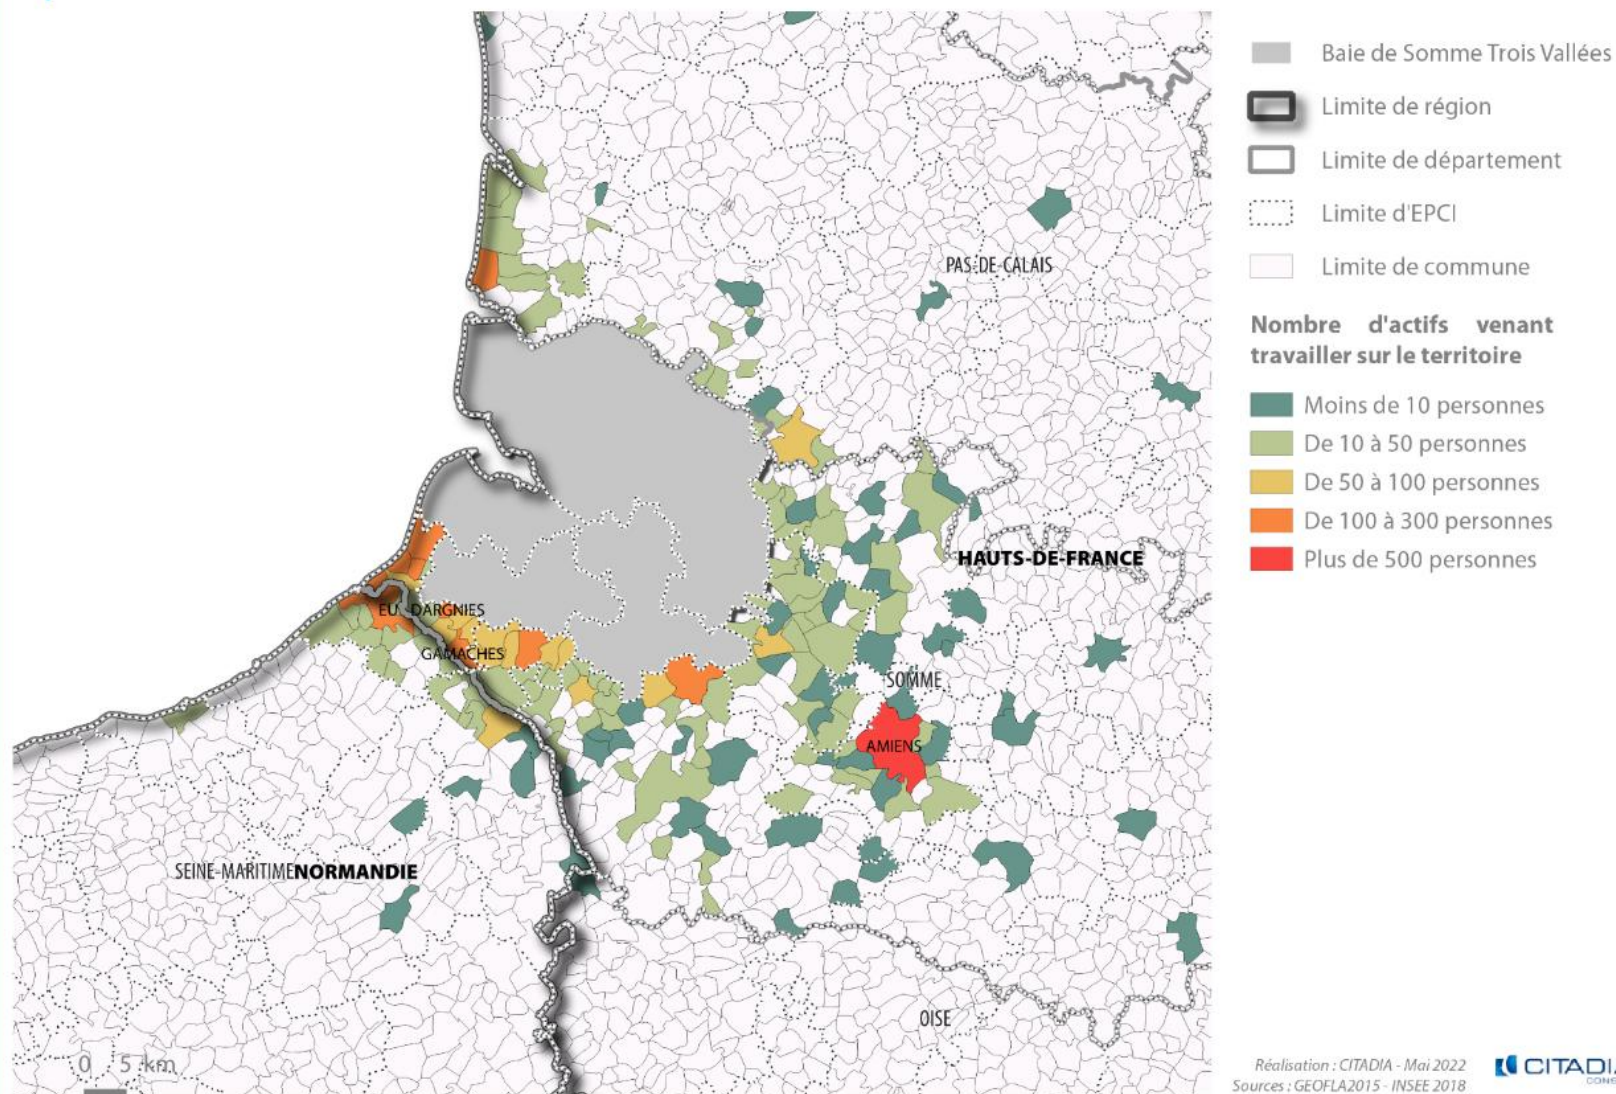 Baie de Somme Trois Vallées
Limite de région
Limite de département
Limite d'EPCI
Limite de commune
Nombre d'actifs venant
travailler sur le territoire
Moins de 10 personnes
De 10 à 50 personnes
De 50 à 100 personnes
De 100 à 300 personnes
Plus de 500 personnes
PAS-DE-CALAIS
HAUTS-DE-FRANCE
EU DARGNIES
GAMACHES
SOMME
AMIENS
SEINE-MARITIME NORMANDIE
OISE
0 5 km
Réalisation : CITADIA - Mai 2022
Sources : GEOFLA2015 - INSEE 2018
CITADIA
CONS